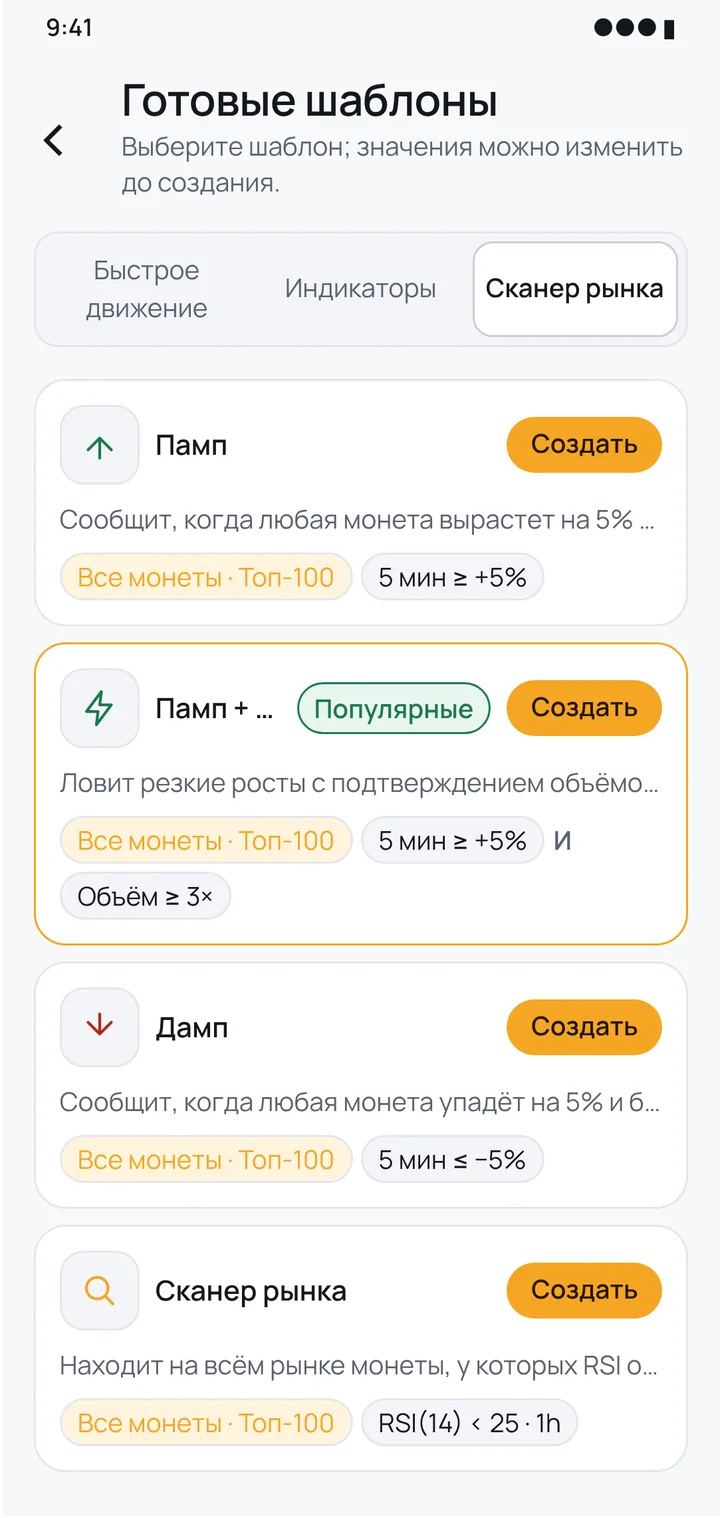 9:41
Готовые шаблоны
Выберите шаблон; значения можно изменить
до создания.
Быстрое
движение
Индикаторы
Сканер рынка
Памп
Создать
Сообщит, когда любая монета вырастет на 5% ...
Все монеты · Топ-100
5 мин ≥ +5%
Памп + ...
Популярные
Создать
Ловит резкие росты с подтверждением объёмо...
Все монеты · Топ-100
5 мин ≥ +5%
И
Объём ≥ 3×
Дамп
Создать
Сообщит, когда любая монета упадёт на 5% и б...
Все монеты · Топ-100
5 мин ≤ −5%
Сканер рынка
Создать
Находит на всём рынке монеты, у которых RSI о...
Все монеты · Топ-100
RSI(14) < 25 · 1h